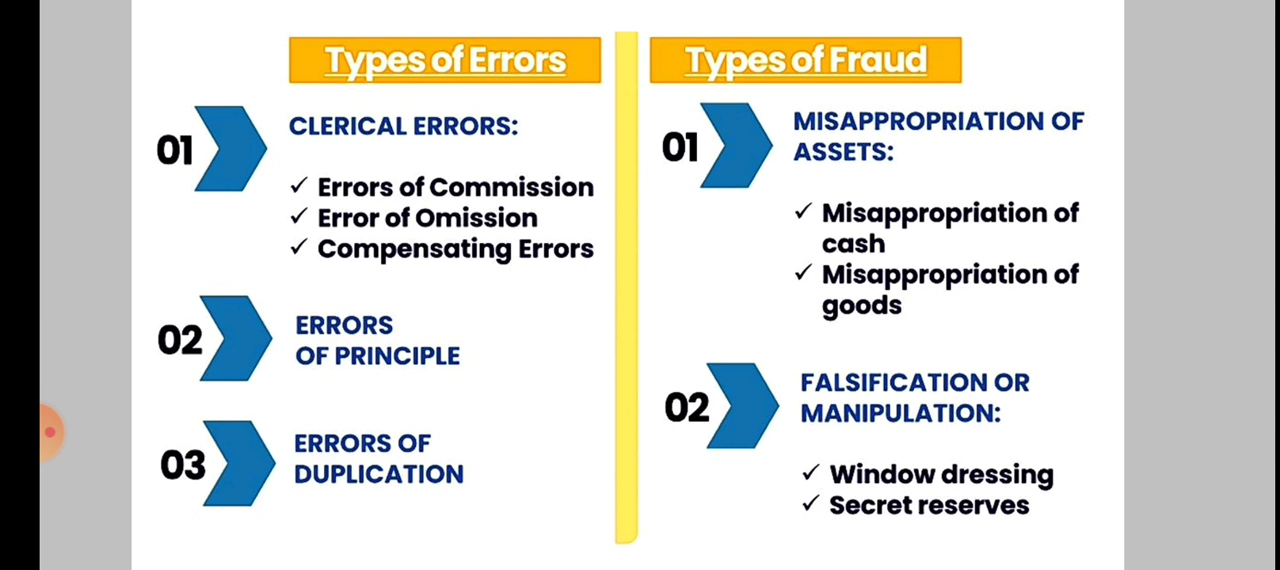 Types of Errors
01
CLERICAL ERRORS:
✓ Errors of Commission
✓ Error of Omission
✓ Compensating Errors
02
ERRORS
OF PRINCIPLE
03
ERRORS OF
DUPLICATION
Types of Fraud
01
MISAPPROPRIATION OF
ASSETS:
✓ Misappropriation of
cash
✓ Misappropriation of
goods
02
FALSIFICATION OR
MANIPULATION:
✓ Window dressing
✓ Secret reserves